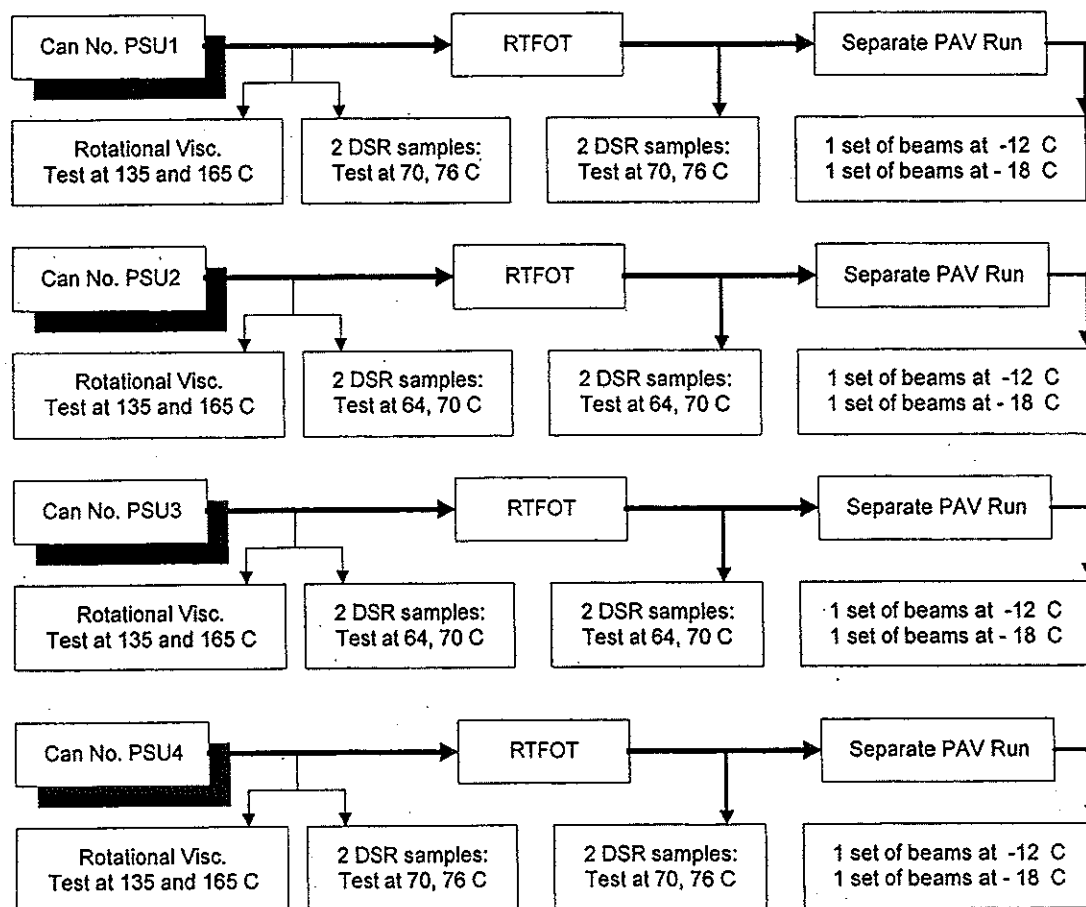 Can No. PSU1
RTFOT
Separate PAV Run
Rotational Visc.
Test at 135 and 165 C
2 DSR samples:
Test at 70, 76 C
2 DSR samples:
Test at 70, 76 C
1 set of beams at -12 C
1 set of beams at - 18 C
Can No. PSU2
RTFOT
Separate PAV Run
Rotational Visc.
Test at 135 and 165 C
2 DSR samples:
Test at 64, 70 C
2 DSR samples:
Test at 64, 70 C
1 set of beams at -12 C
1 set of beams at - 18 C
Can No. PSU3
RTFOT
Separate PAV Run
Rotational Visc.
Test at 135 and 165 C
2 DSR samples:
Test at 64, 70 C
2 DSR samples:
Test at 64, 70 C
1 set of beams at -12 C
1 set of beams at - 18 C
Can No. PSU4
RTFOT
Separate PAV Run
Rotational Visc.
Test at 135 and 165 C
2 DSR samples:
Test at 70, 76 C
2 DSR samples:
Test at 70, 76 C
1 set of beams at -12 C
1 set of beams at - 18 C